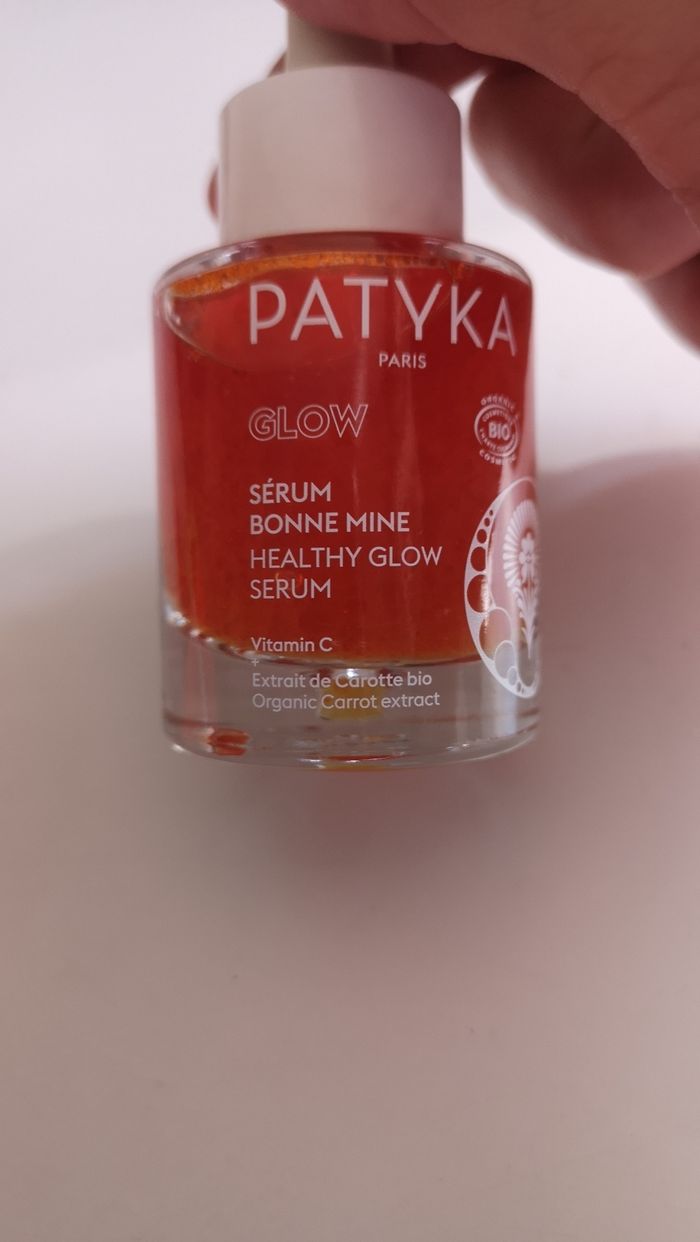 PATYKA
PARIS
GLOW
BIO
SÉRUM
BONNE MINE
HEALTHY GLOW
SERUM
Vitamin C
+
Extrait de Carotte bio
Organic Carrot extract